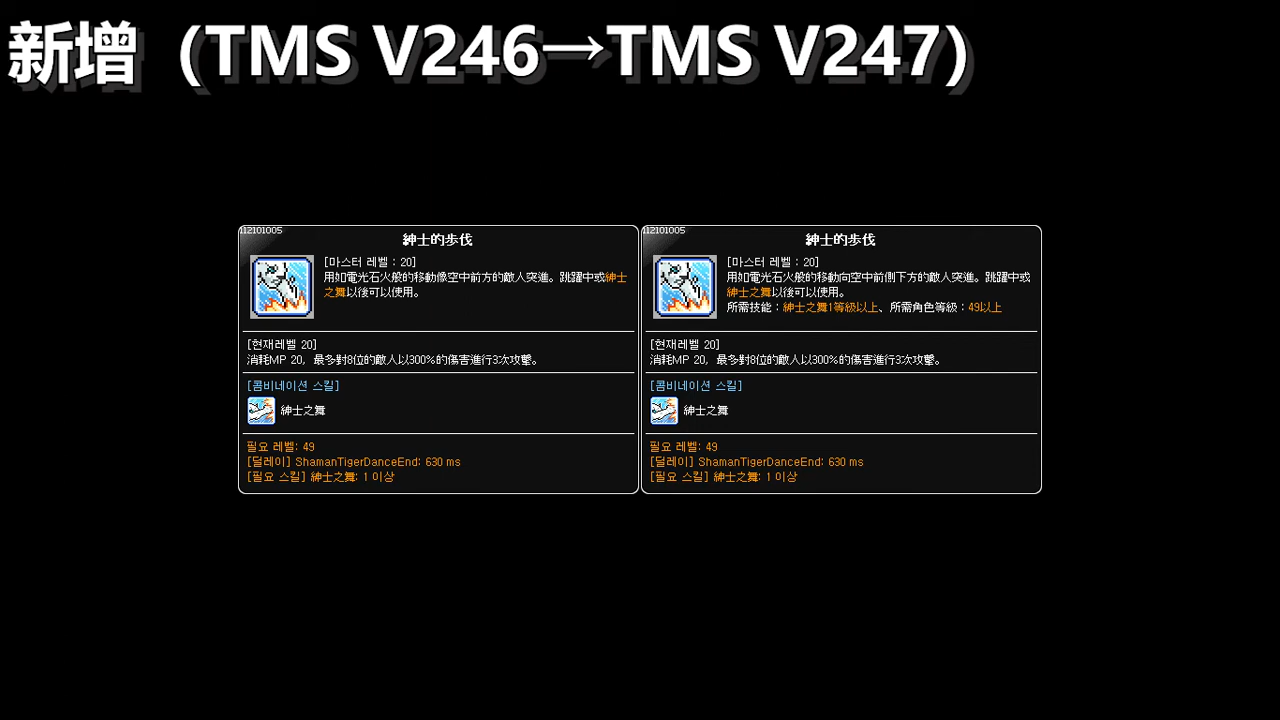 新增（TMS V246→TMS V247）
112101005
紳士的步伐
[마스터 레벨 : 20]
用如電光石火般的移動像空中前方的敵人突進。跳躍中或紳士
之舞以後可以使用。
[현재레벨 20]
消耗MP 20，最多對8位的敵人以300%的傷害進行3次攻擊。
[콤비네이션 스킬]
紳士之舞
필요 레벨: 49
[딜레이] ShamanTigerDanceEnd: 630 ms
[필요 스킬] 紳士之舞: 1 이상
112101005
紳士的步伐
[마스터 레벨 : 20]
用如電光石火般的移動向空中前側下方的敵人突進。跳躍中或
紳士之舞以後可以使用。
所需技能：紳士之舞1等級以上、所需角色等級：49以上
[현재레벨 20]
消耗MP 20，最多對8位的敵人以300%的傷害進行3次攻擊。
[콤비네이션 스킬]
紳士之舞
필요 레벨: 49
[딜레이] ShamanTigerDanceEnd: 630 ms
[필요 스킬] 紳士之舞: 1 이상